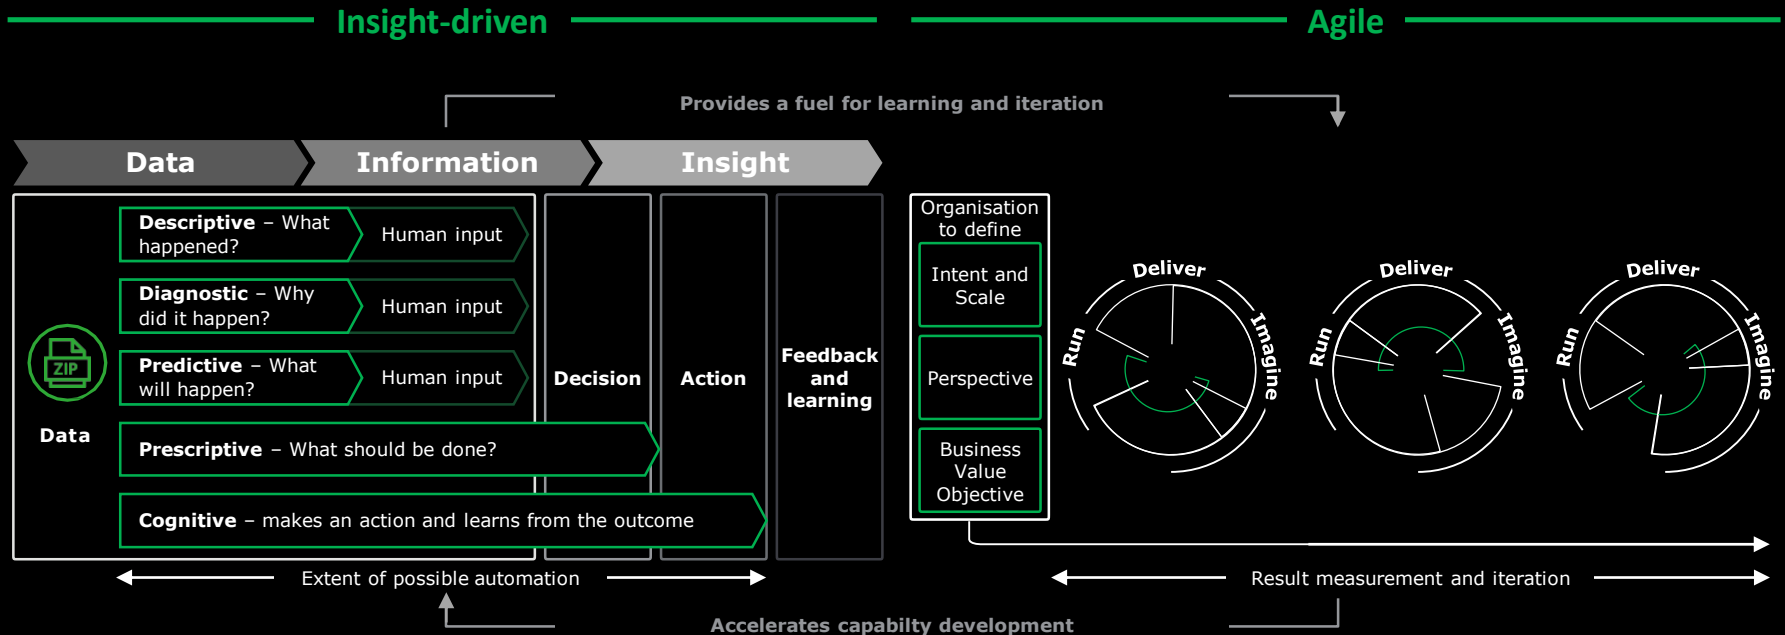 Insight-driven
Agile
Provides a fuel for learning and iteration
Data
Information
Insight
Descriptive – What
happened?
Human input
Diagnostic – Why
did it happen?
Human input
Predictive – What
will happen?
Human input
Prescriptive – What should be done?
Cognitive – makes an action and learns from the outcome
ZIP
Data
Decision
Action
Feedback
and
learning
Extent of possible automation
Organisation
to define
Intent and
Scale
Perspective
Business
Value
Objective
Run
Deliver
Imagine
Run
Deliver
Imagine
Run
Deliver
Imagine
Result measurement and iteration
Accelerates capabilty development